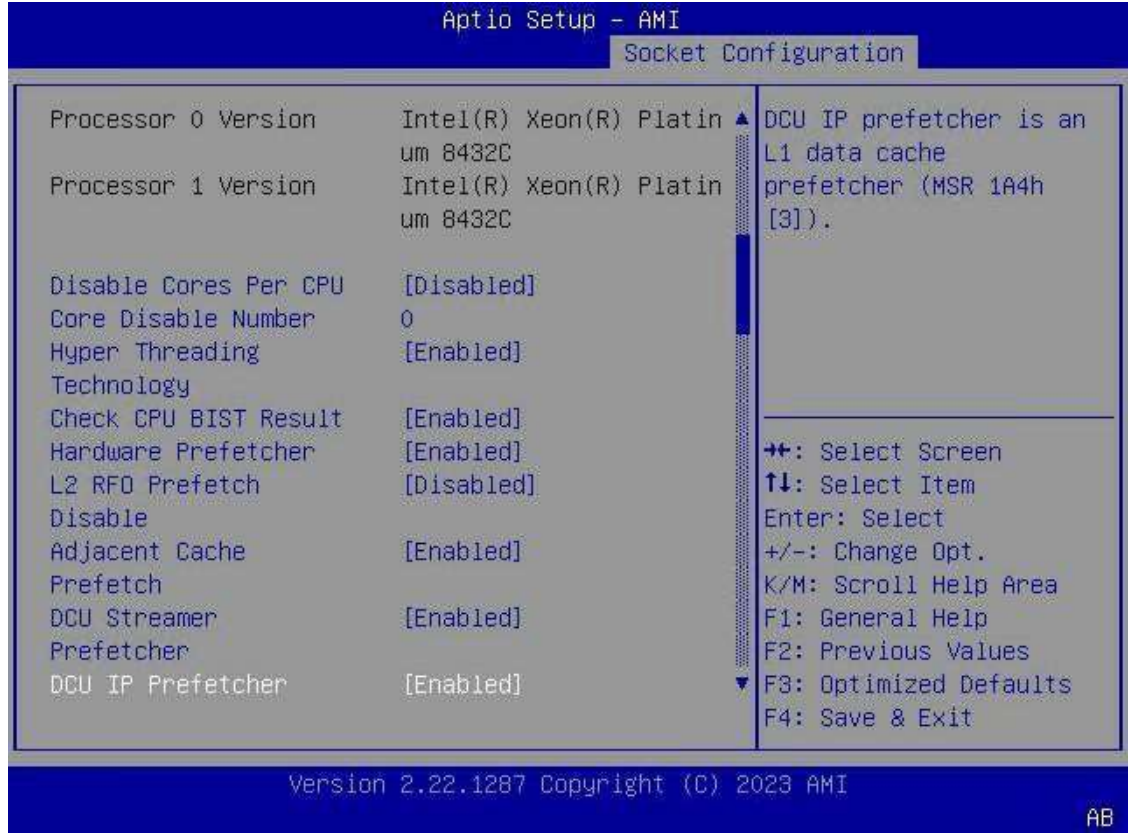 Aptio Setup – AMI
Socket Configuration
Processor 0 Version Intel(R) Xeon(R) Platin
um 8432C
Processor 1 Version Intel(R) Xeon(R) Platin
um 8432C
Disable Cores Per CPU [Disabled]
Core Disable Number 0
Hyper Threading [Enabled]
Technology
Check CPU BIST Result [Enabled]
Hardware Prefetcher [Enabled]
L2 RFO Prefetch [Disabled]
Disable
Adjacent Cache [Enabled]
Prefetch
DCU Streamer [Enabled]
Prefetcher
DCU IP Prefetcher [Enabled]
DCU IP prefetcher is an
L1 data cache
prefetcher (MSR 1A4h
[3]).
→←: Select Screen
↑↓: Select Item
Enter: Select
+/-: Change Opt.
K/M: Scroll Help Area
F1: General Help
F2: Previous Values
F3: Optimized Defaults
F4: Save & Exit
Version 2.22.1287 Copyright (C) 2023 AMI
AB